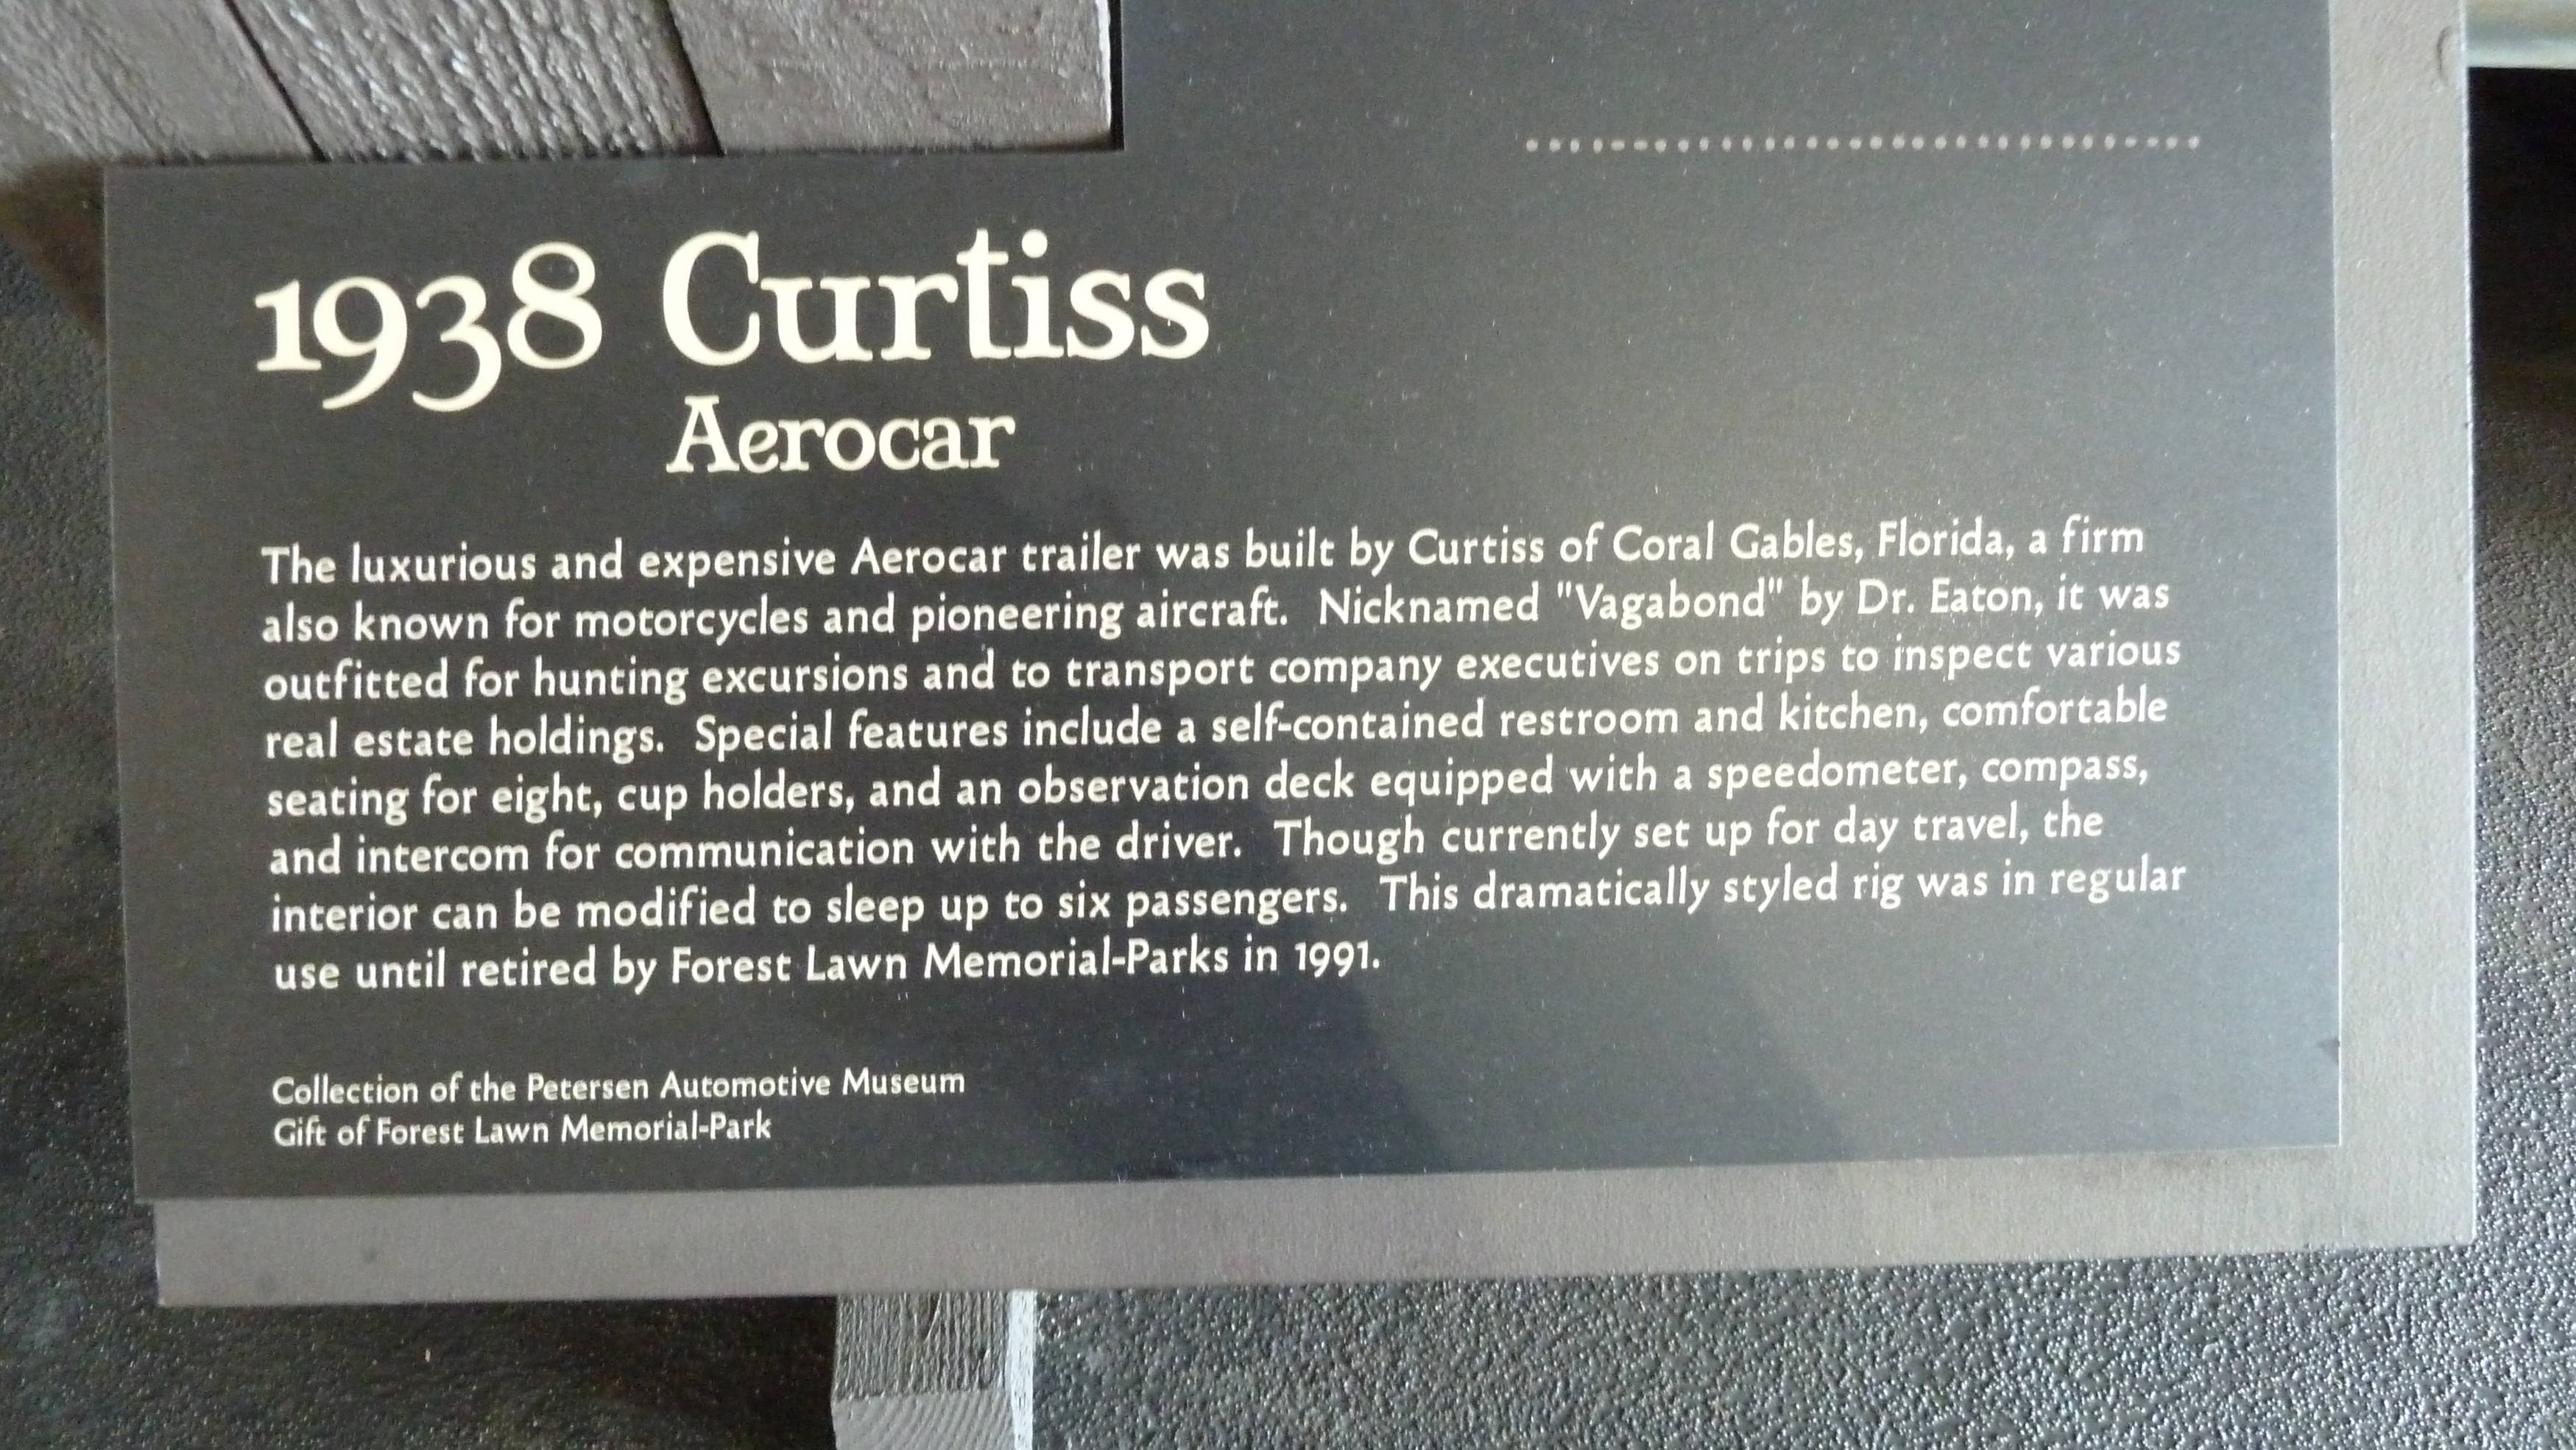 1938 Curtiss
Aerocar
The luxurious and expensive Aerocar trailer was built by Curtiss of Coral Gables, Florida, a firm
also known for motorcycles and pioneering aircraft.  Nicknamed "Vagabond" by Dr. Eaton, it was
outfitted for hunting excursions and to transport company executives on trips to inspect various
real estate holdings.  Special features include a self-contained restroom and kitchen, comfortable
seating for eight, cup holders, and an observation deck equipped with a speedometer, compass,
and intercom for communication with the driver.  Though currently set up for day travel, the
interior can be modified to sleep up to six passengers.  This dramatically styled rig was in regular
use until retired by Forest Lawn Memorial-Parks in 1991.
Collection of the Petersen Automotive Museum
Gift of Forest Lawn Memorial-Park